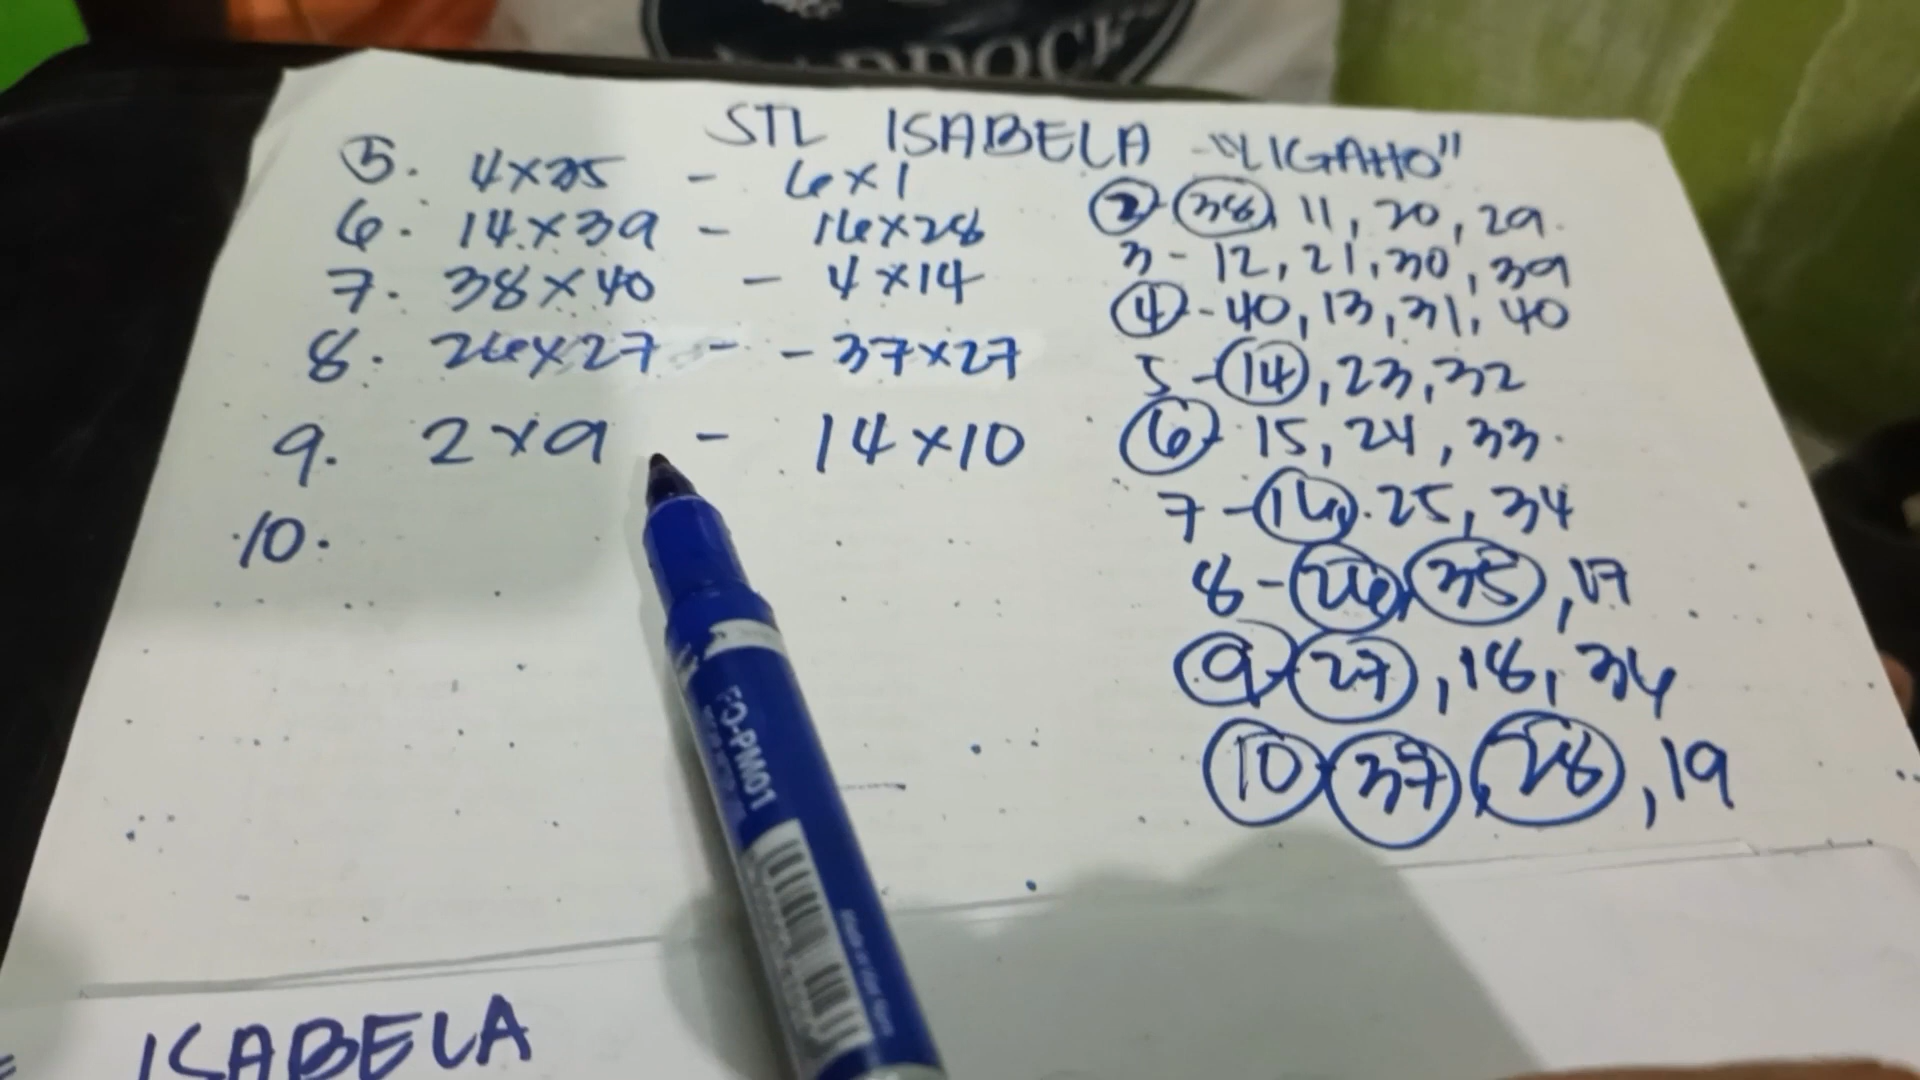 STL ISABELA - "LIGAHO"
5. 4x25 - 6x1
6. 14x39 - 16x28
7. 38x40 - 4x14
8. 26x27 - - 37x27
9. 2x9 - 14x10
10.
2 - 38, 11, 20, 29.
3 - 12, 21, 30, 39
4 - 40, 13, 31, 40
5 - 14, 23, 32
6 - 15, 24, 33.
7 - 16. 25, 34
8 - 26, 35, 17
9 - 27, 18, 36
10 37 28, 19
ISABELA